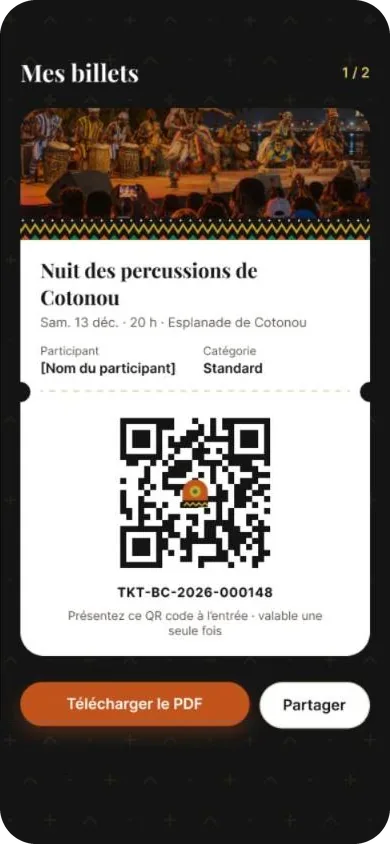 Mes billets
1 / 2
Nuit des percussions de
Cotonou
Sam. 13 déc. · 20 h · Esplanade de Cotonou
Participant
Catégorie
[Nom du participant]
Standard
TKT-BC-2026-000148
Présentez ce QR code à l'entrée · valable une
seule fois
Télécharger le PDF
Partager